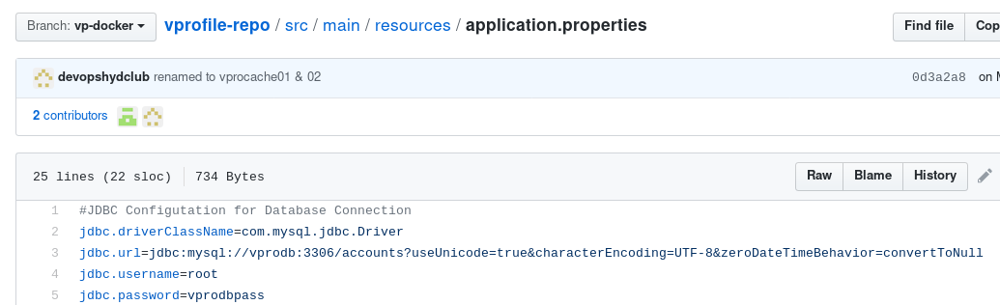 Branch: vp-docker vprofile-repo / src / main / resources / application.properties Find file Cop
devopshydclub renamed to vprocache01 & 02 0d3a2a8 on
2 contributors
25 lines (22 sloc) 734 Bytes Raw Blame History
1 #JDBC Configutation for Database Connection
2 jdbc.driverClassName=com.mysql.jdbc.Driver
3 jdbc.url=jdbc:mysql://vprodb:3306/accounts?useUnicode=true&characterEncoding=UTF-8&zeroDateTimeBehavior=convertToNull
4 jdbc.username=root
5 jdbc.password=vprodbpass